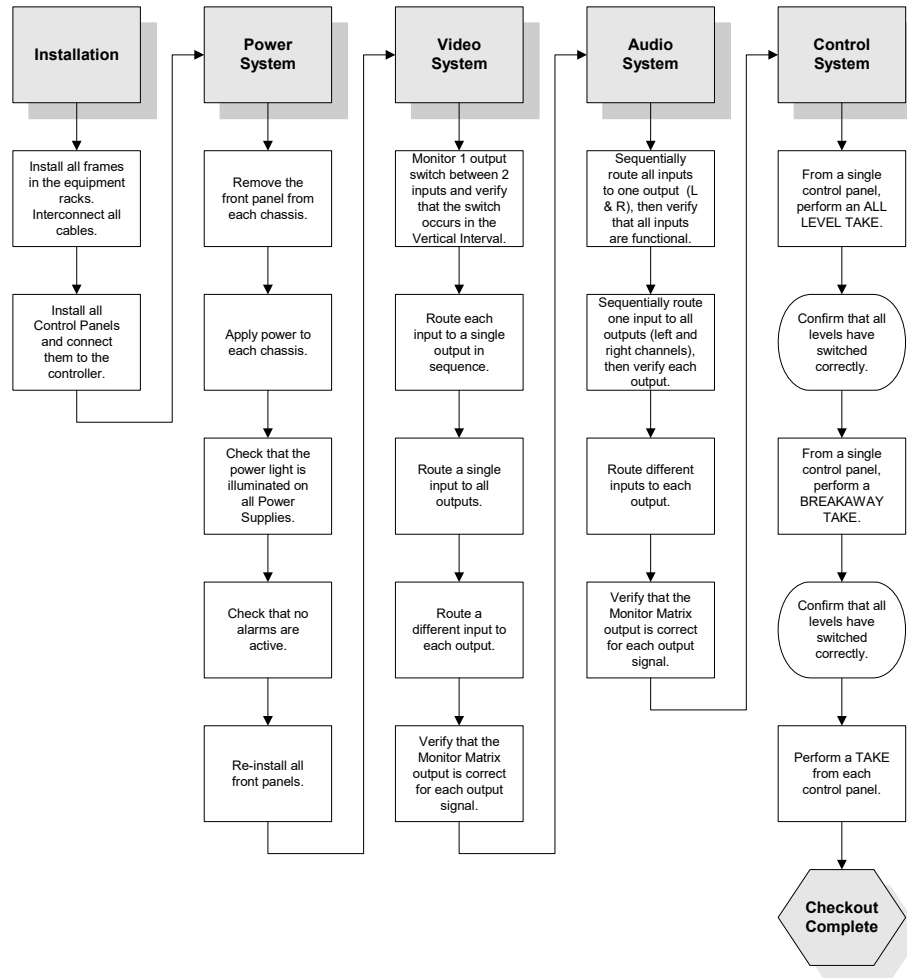 Installation
Install all frames
in the equipment
racks.
Interconnect all
cables.
Install all
Control Panels
and connect
them to the
controller.
Power
System
Remove the
front panel from
each chassis.
Apply power to
each chassis.
Check that the
power light is
illuminated on
all Power
Supplies.
Check that no
alarms are
active.
Re-install all
front panels.
Video
System
Monitor 1 output
switch between 2
inputs and verify
that the switch
occurs in the
Vertical Interval.
Route each
input to a single
output in
sequence.
Route a single
input to all
outputs.
Route a
different input to
each output.
Verify that the
Monitor Matrix
output is correct
for each output
signal.
Audio
System
Sequentially
route all inputs
to one output (L
& R), then verify
that all inputs
are functional.
Sequentially route
one input to all
outputs (left and
right channels),
then verify each
output.
Route different
inputs to each
output.
Verify that the
Monitor Matrix
output is correct
for each output
signal.
Control
System
From a single
control panel,
perform an ALL
LEVEL TAKE.
Confirm that all
levels have
switched
correctly.
From a single
control panel,
perform a
BREAKAWAY
TAKE.
Confirm that all
levels have
switched
correctly.
Perform a TAKE
from each
control panel.
Checkout
Complete